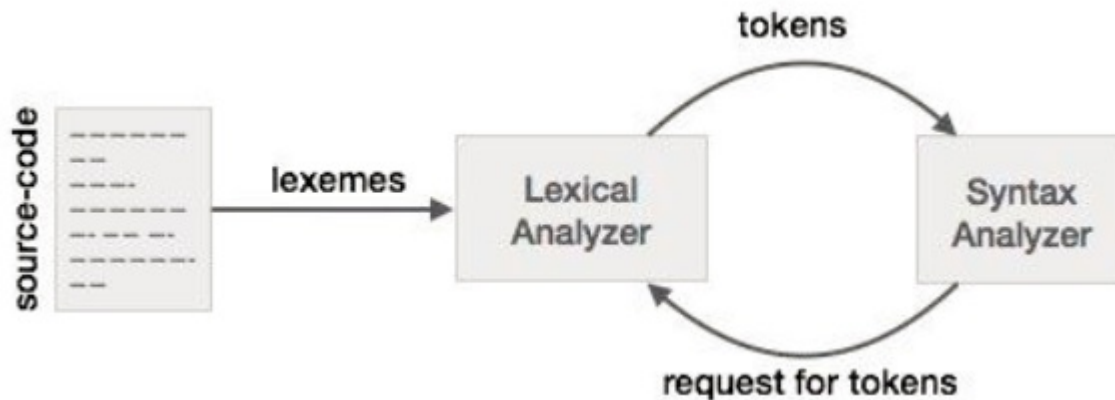 tokens
source-code
lexemes
Lexical
Analyzer
Syntax
Analyzer
request for tokens